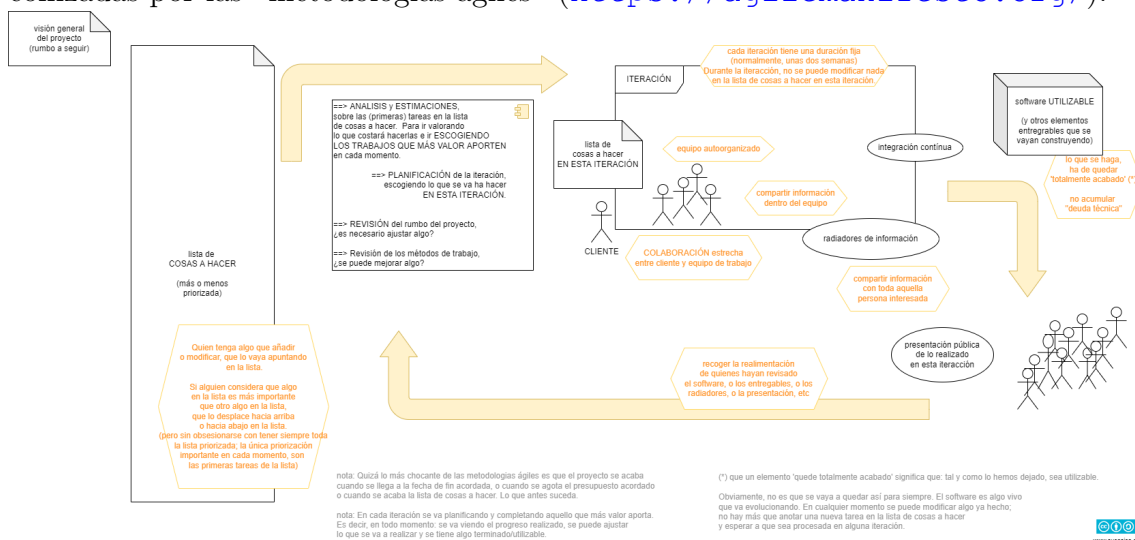 visión general
del proyecto
(rumbo a seguir)
lista de
COSAS A HACER
(más o menos
priorizada)
Quien tenga algo que añadir
o modificar, que lo vaya apuntando
en la lista.
Si alguien considera que algo
en la lista es más importante
que otro algo en la lista,
que lo desplace hacia arriba
o hacia abajo en la lista.
(pero sin obsesionarse con tener siempre toda
la lista priorizada; la única priorización
importante en cada momento, son
las primeras tareas de la lista)
==> ANALISIS y ESTIMACIONES,
sobre las (primeras) tareas en la lista
de cosas a hacer. Para ir valorando
lo que costará hacerlas e ir ESCOGIENDO
LOS TRABAJOS QUE MÁS VALOR APORTEN
en cada momento.
==> PLANIFICACIÓN de la iteración,
escogiendo lo que se va ha hacer
EN ESTA ITERACIÓN.
==> REVISIÓN del rumbo del proyecto,
¿es necesario ajustar algo?
==> Revisión de los métodos de trabajo,
¿se puede mejorar algo?
ITERACIÓN
cada iteración tiene una duración fija
(normalmente, unas dos semanas)
Durante la iteracción, no se puede modificar nada
en la lista de cosas a hacer en esta iteración.
lista de
cosas a hacer
EN ESTA ITERACIÓN
equipo autoorganizado
compartir información
dentro del equipo
CLIENTE
COLABORACIÓN estrecha
entre cliente y equipo de trabajo
integración contínua
radiadores de información
compartir información
con toda aquella
persona interesada
software UTILIZABLE
(y otros elementos
entregrables que se
vayan construyendo)
lo que se haga,
ha de quedar
'totalmente acabado' (*)
no acumular
"deuda técnica"
presentación pública
de lo realizado
en esta iteracción
recoger la realimentación
de quienes hayan revisado
el software, o los entregables, o los
radiadores, o la presentación, etc
nota: Quizá lo más chocante de las metodologias ágiles es que el proyecto se acaba
cuando se llega a la fecha de fin acordada, o cuando se agota el presupuesto acordado
o cuando se acaba la lista de cosas a hacer. Lo que antes suceda.
nota: En cada iteración se va planificando y completando aquello que más valor aporta.
Es decir, en todo momento: se va viendo el progreso realizado, se puede ajustar
lo que se va a realizar y se tiene algo terminado/utilizable.
(*) que un elemento 'quede totalmente acabado' significa que: tal y como lo hemos dejado, sea utilizable.
Obviamente, no es que se vaya a quedar así para siempre. El software es algo vivo
que va evolucionando. En cualquier momento se puede modificar algo ya hecho;
no hay más que anotar una nueva tarea en la lista de cosas a hacer
y esperar a que sea procesada en alguna iteración.